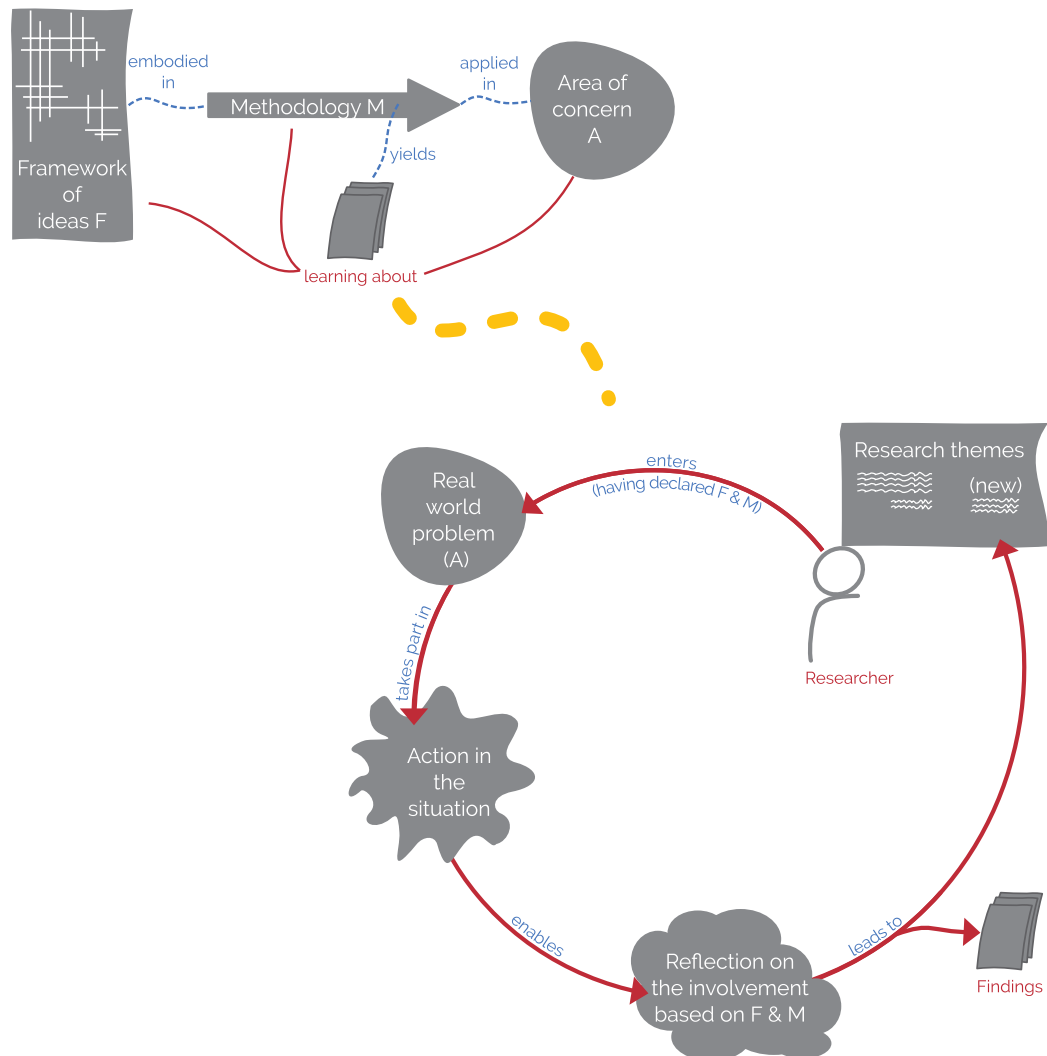 embodied
in
applied
in
Area of
concern
A
Methodology M
yields
Framework
of
ideas F
learning about
Research themes
(new)
enters
(having declared F & M)
Real
world
problem
(A)
Researcher
takes part in
Action in
the
situation
enables
leads to
Reflection on
the involvement
based on F & M
Findings